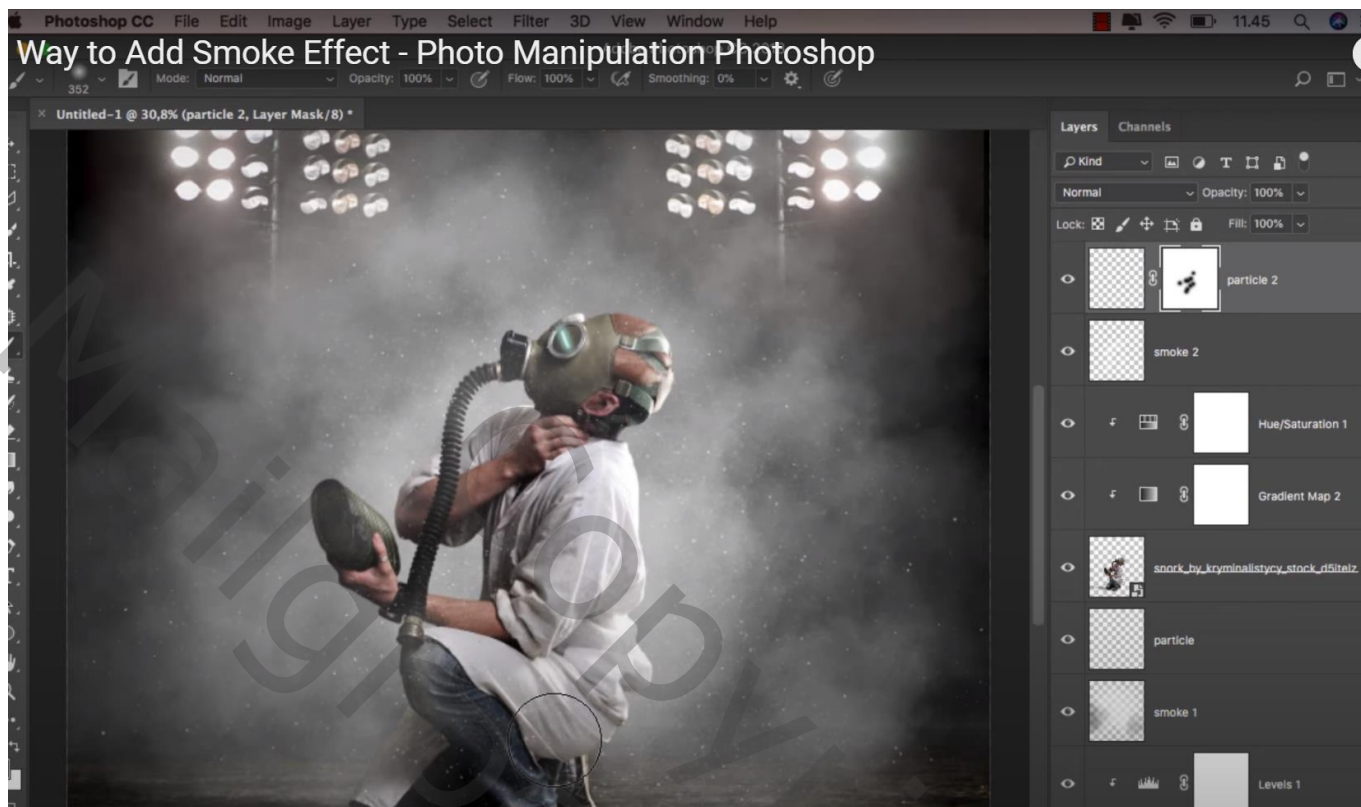 Photoshop CC File Edit Image Layer Type Select Filter 3D View Window Help 11.45
Way to Add Smoke Effect - Photo Manipulation Photoshop
352 Mode: Normal Opacity: 100% Flow: 100% Smoothing: 0%
× Untitled-1 @ 30,8% (particle 2, Layer Mask/8) *
Layers Channels
Kind
Normal Opacity: 100%
Lock: Fill: 100%
particle 2
smoke 2
Hue/Saturation 1
Gradient Map 2
particle
smoke 1
Levels 1